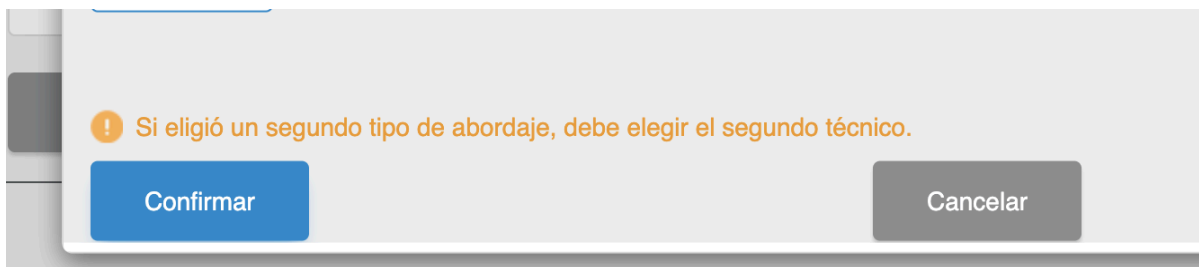 Si eligió un segundo tipo de abordaje, debe elegir el segundo técnico.
Confirmar
Cancelar